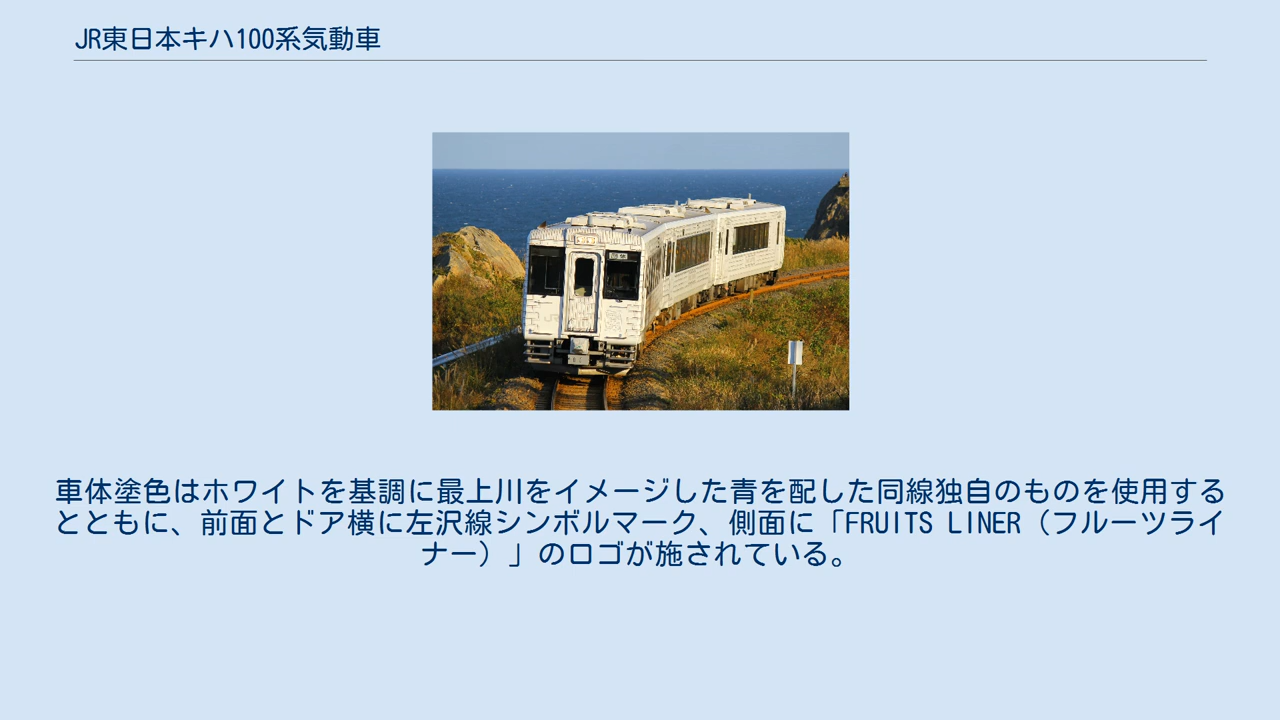 JR東日本キハ100系気動車
車体塗色はホワイトを基調に最上川をイメージした青を配した同線独自のものを使用する
とともに、前面とドア横に左沢線シンボルマーク、側面に「FRUITS LINER（フルーツライ
ナー）」のロゴが施されている。